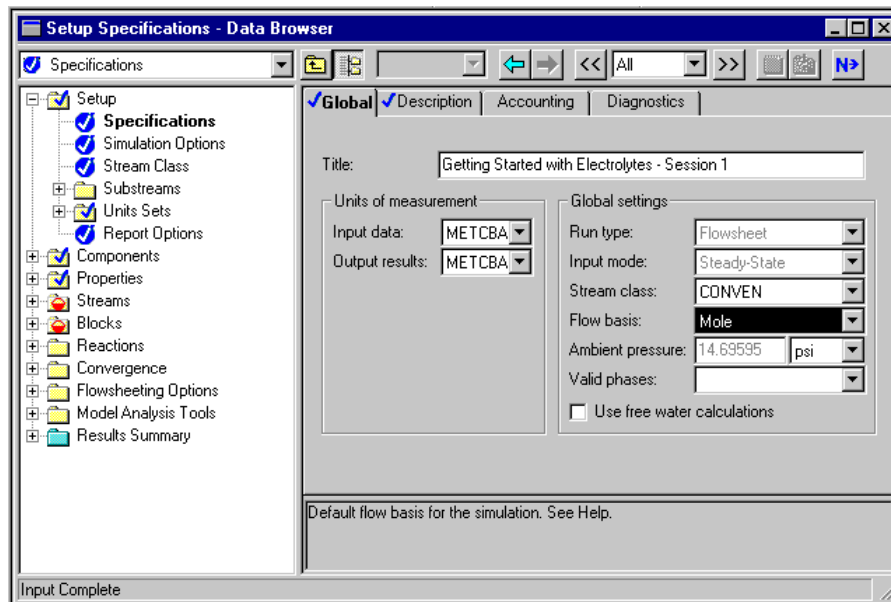 Setup Specifications - Data Browser
Specifications
<< All >> N
Setup
Specifications
Simulation Options
Stream Class
Substreams
Units Sets
Report Options
Components
Properties
Streams
Blocks
Reactions
Convergence
Flowsheeting Options
Model Analysis Tools
Results Summary
Global Description Accounting Diagnostics
Title: Getting Started with Electrolytes - Session 1
Units of measurement
Input data: METCBA
Output results: METCBA
Global settings
Run type: Flowsheet
Input mode: Steady-State
Stream class: CONVEN
Flow basis: Mole
Ambient pressure: 14.69595 psi
Valid phases:
Use free water calculations
Default flow basis for the simulation. See Help.
Input Complete